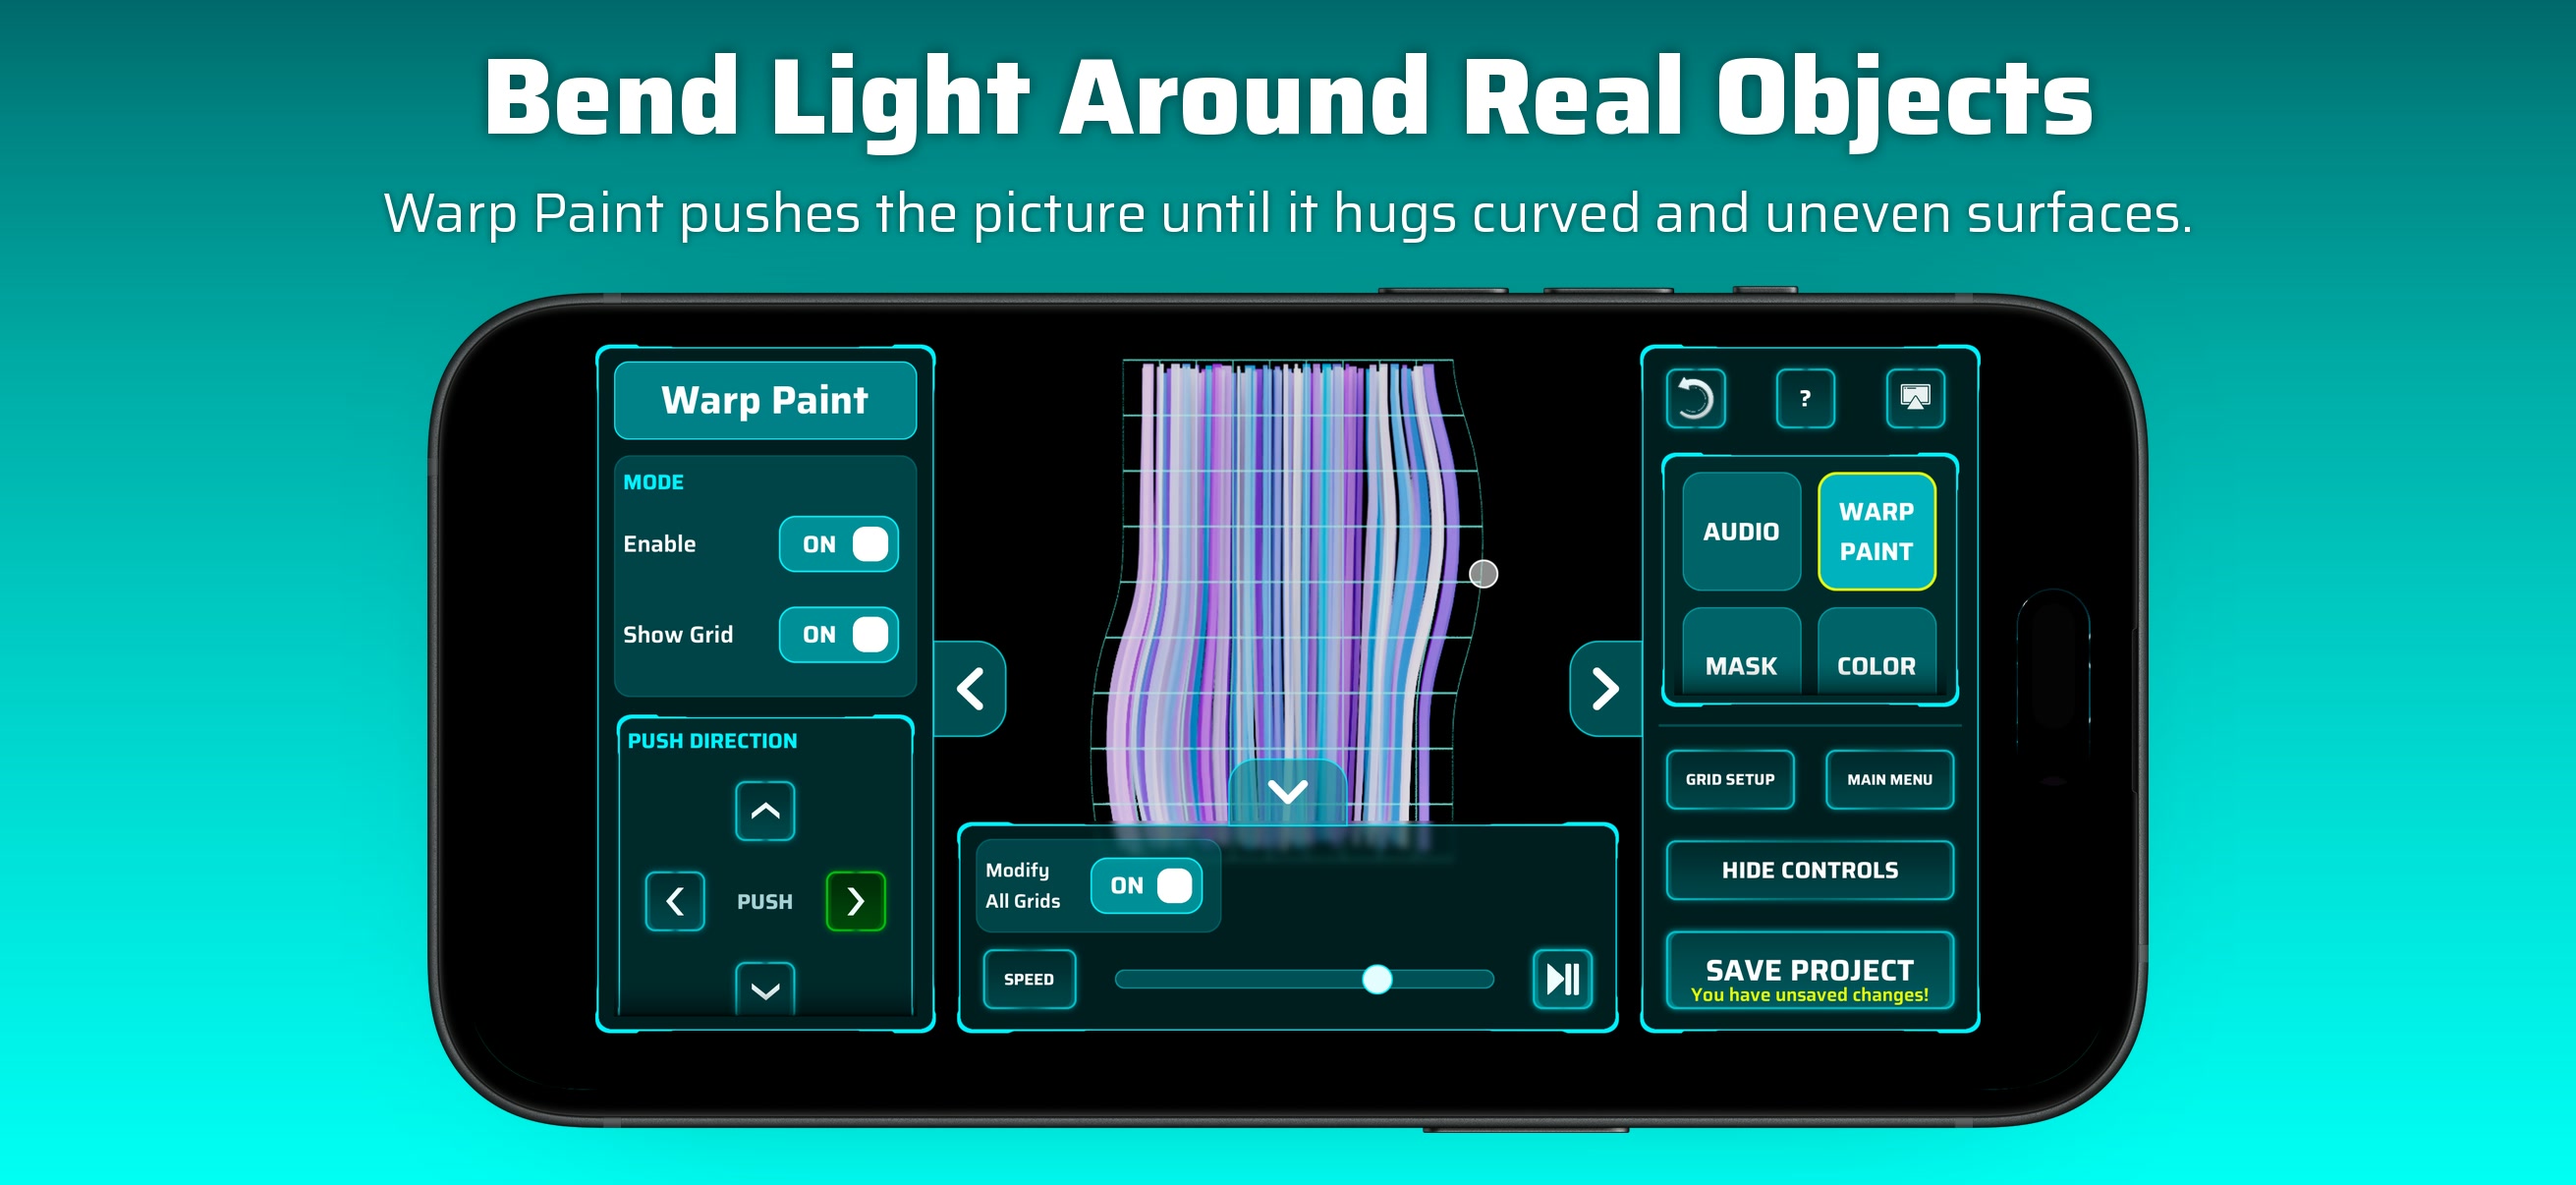 Bend Light Around Real Objects
Warp Paint pushes the picture until it hugs curved and uneven surfaces.
Warp Paint
MODE
Enable
ON
Show Grid
ON
PUSH DIRECTION
PUSH
Modify
All Grids
ON
SPEED
?
AUDIO
WARP
PAINT
MASK
COLOR
GRID SETUP
MAIN MENU
HIDE CONTROLS
SAVE PROJECT
You have unsaved changes!